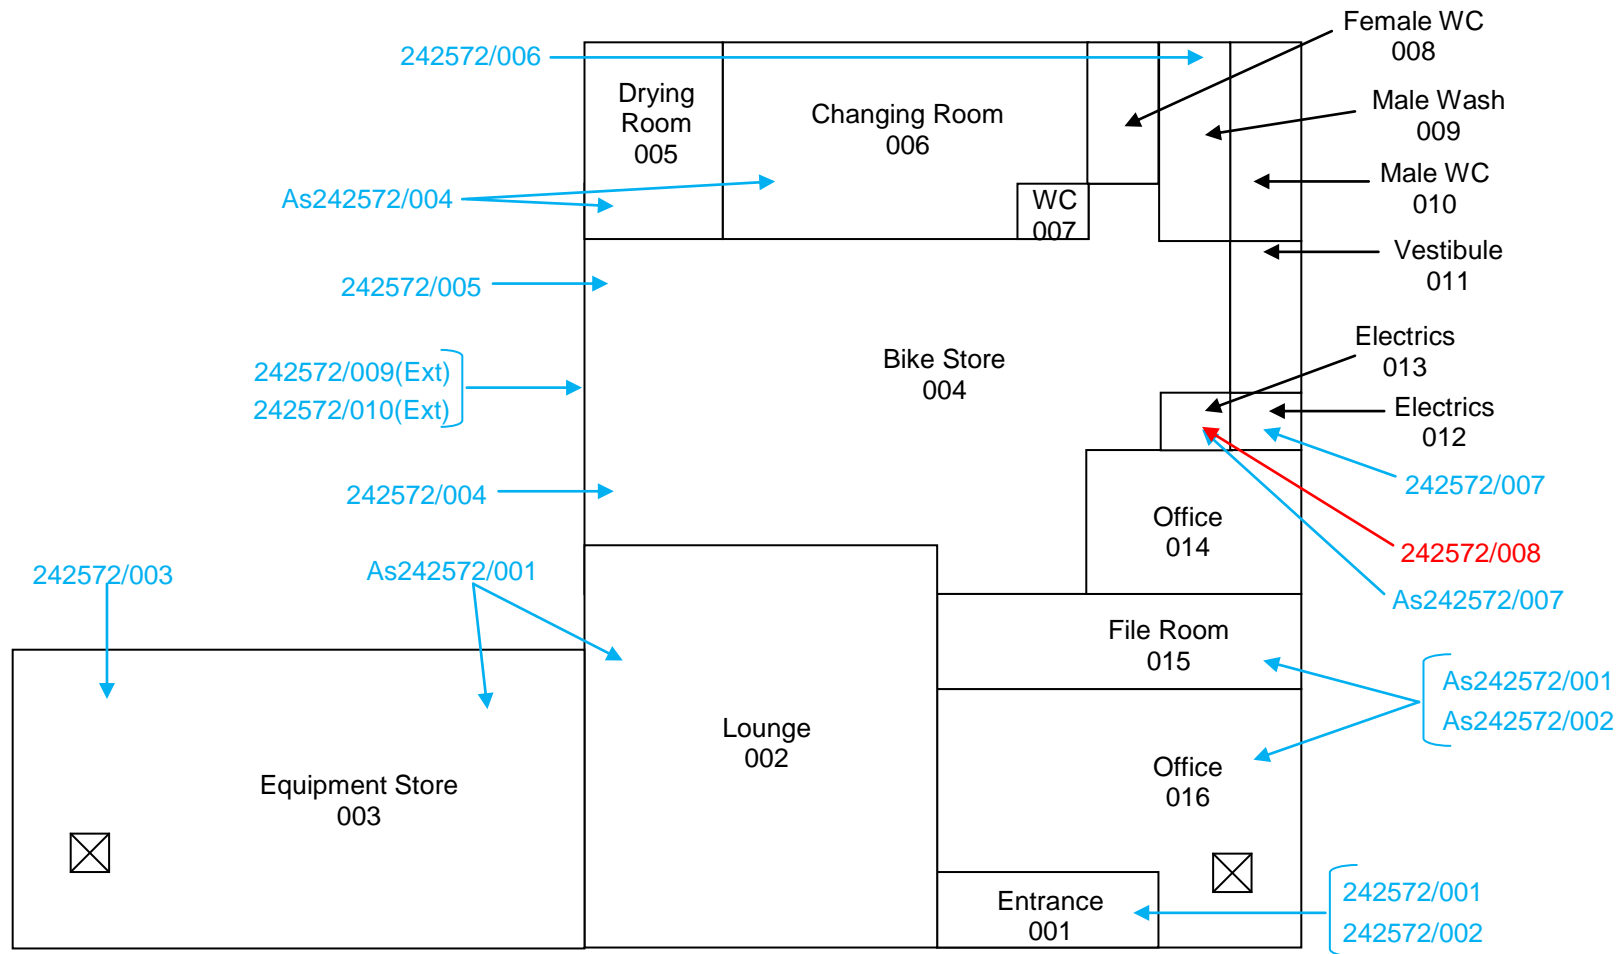 Female WC
008
242572/006
Drying
Room
005
Changing Room
006
Male Wash
009
Male WC
010
As242572/004
WC
007
Vestibule
011
242572/005
Electrics
013
242572/009(Ext)
242572/010(Ext)
Bike Store
004
Electrics
012
242572/007
242572/004
Office
014
242572/008
242572/003
As242572/001
As242572/007
File Room
015
As242572/001
As242572/002
Lounge
002
Office
016
Equipment Store
003
Entrance
001
242572/001
242572/002